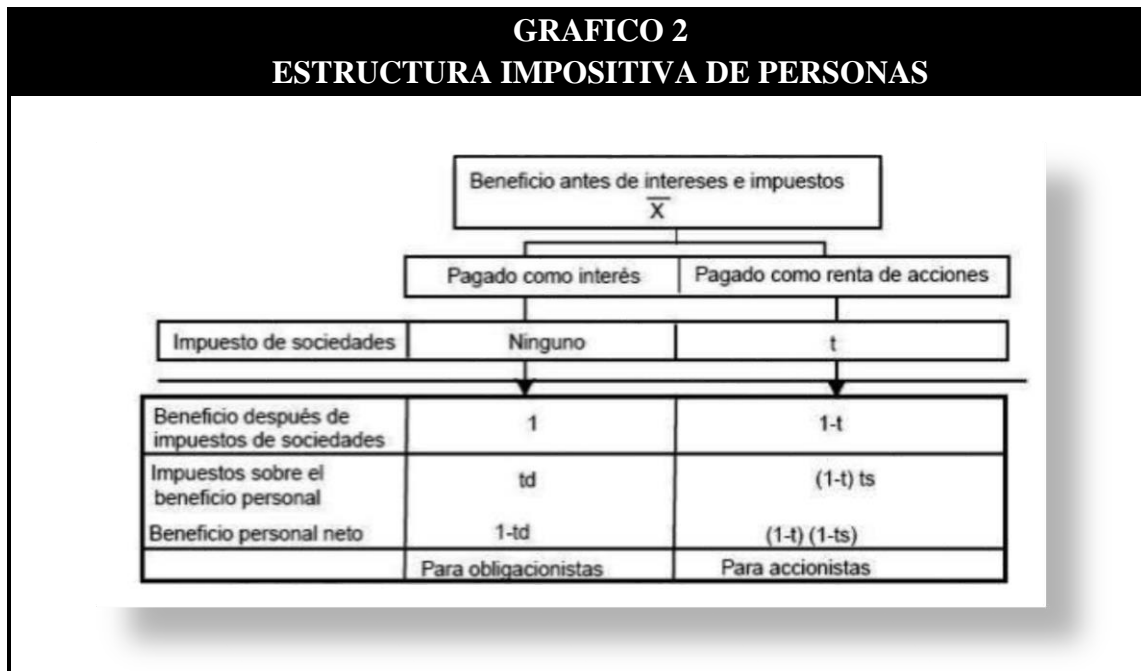 GRAFICO 2
ESTRUCTURA IMPOSITIVA DE PERSONAS
Beneficio antes de intereses e impuestos
X̅
Pagado como interés Pagado como renta de acciones
Impuesto de sociedades Ninguno t
Beneficio después de
impuestos de sociedades 1 1-t
Impuestos sobre el
beneficio personal td (1-t) ts
Beneficio personal neto 1-td (1-t) (1-ts)
Para obligacionistas Para accionistas